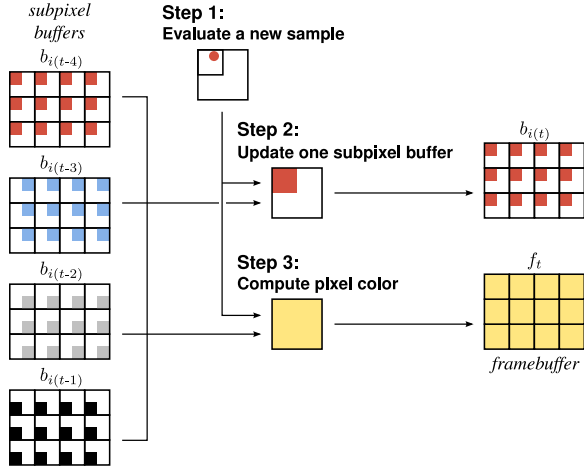 subpixel
buffers
b_{i(t-4)}
b_{i(t-3)}
b_{i(t-2)}
b_{i(t-1)}
Step 1:
Evaluate a new sample
Step 2:
Update one subpixel buffer
b_{i(t)}
Step 3:
Compute pixel color
f_t
framebuffer